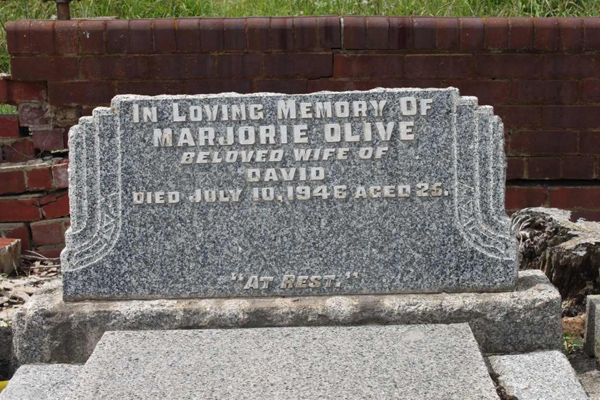 In Loving Memory Of
MARJORIE OLIVE
BELOVED WIFE OF
DAVID
DIED JULY 10, 1946 AGED 25.
"AT REST."